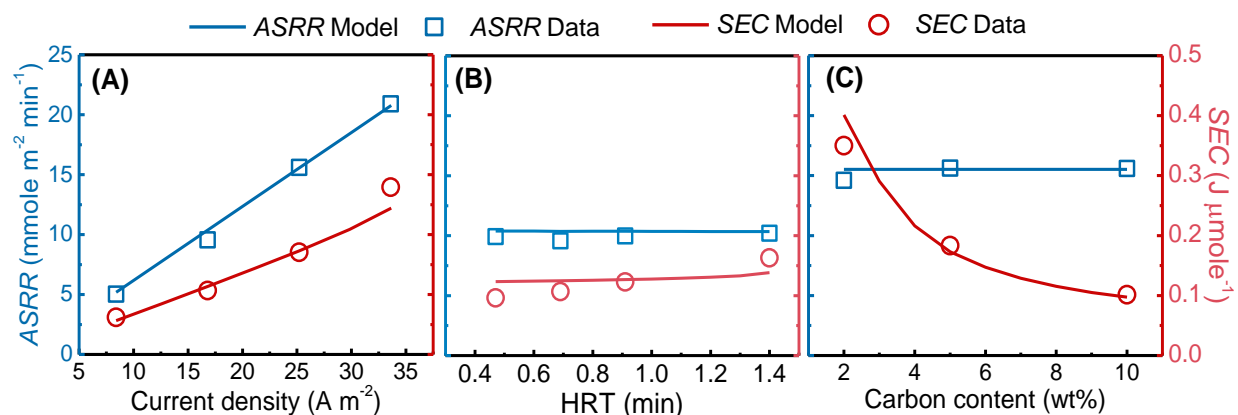 ASRR Model ASRR Data SEC Model SEC Data
(A) (B) (C)
ASRR (mmole m⁻² min⁻¹)
25
20
15
10
5
0
5 10 15 20 25 30 35
Current density (A m⁻²)
0.4 0.6 0.8 1.0 1.2 1.4
HRT (min)
2 4 6 8 10
Carbon content (wt%)
0.5
0.4
0.3
0.2
0.1
0.0
SEC (J μmole⁻¹)